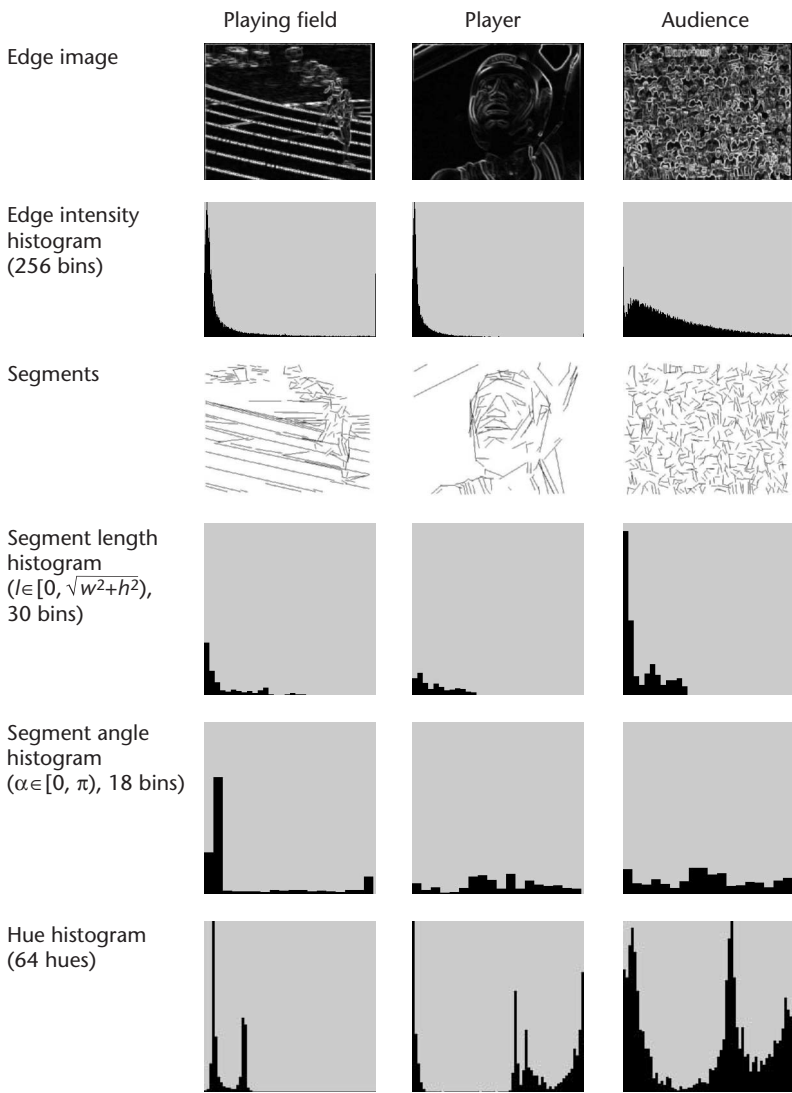 Playing field
Player
Audience
Edge image
Edge intensity
histogram
(256 bins)
Segments
Segment length
histogram
(l∈[0, √w²+h²),
30 bins)
Segment angle
histogram
(α∈[0, π), 18 bins)
Hue histogram
(64 hues)